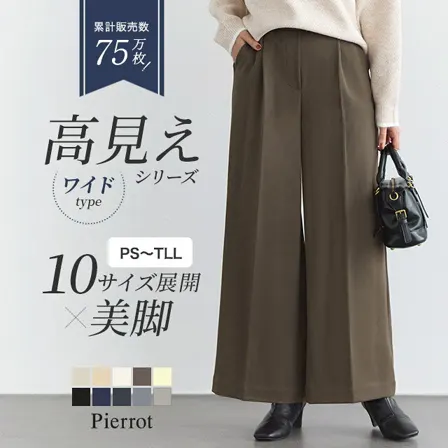 累計販売数
75万枚!
高見え
ワイド
type
シリーズ
PS〜TLL
10サイズ展開
×美脚
Pierrot